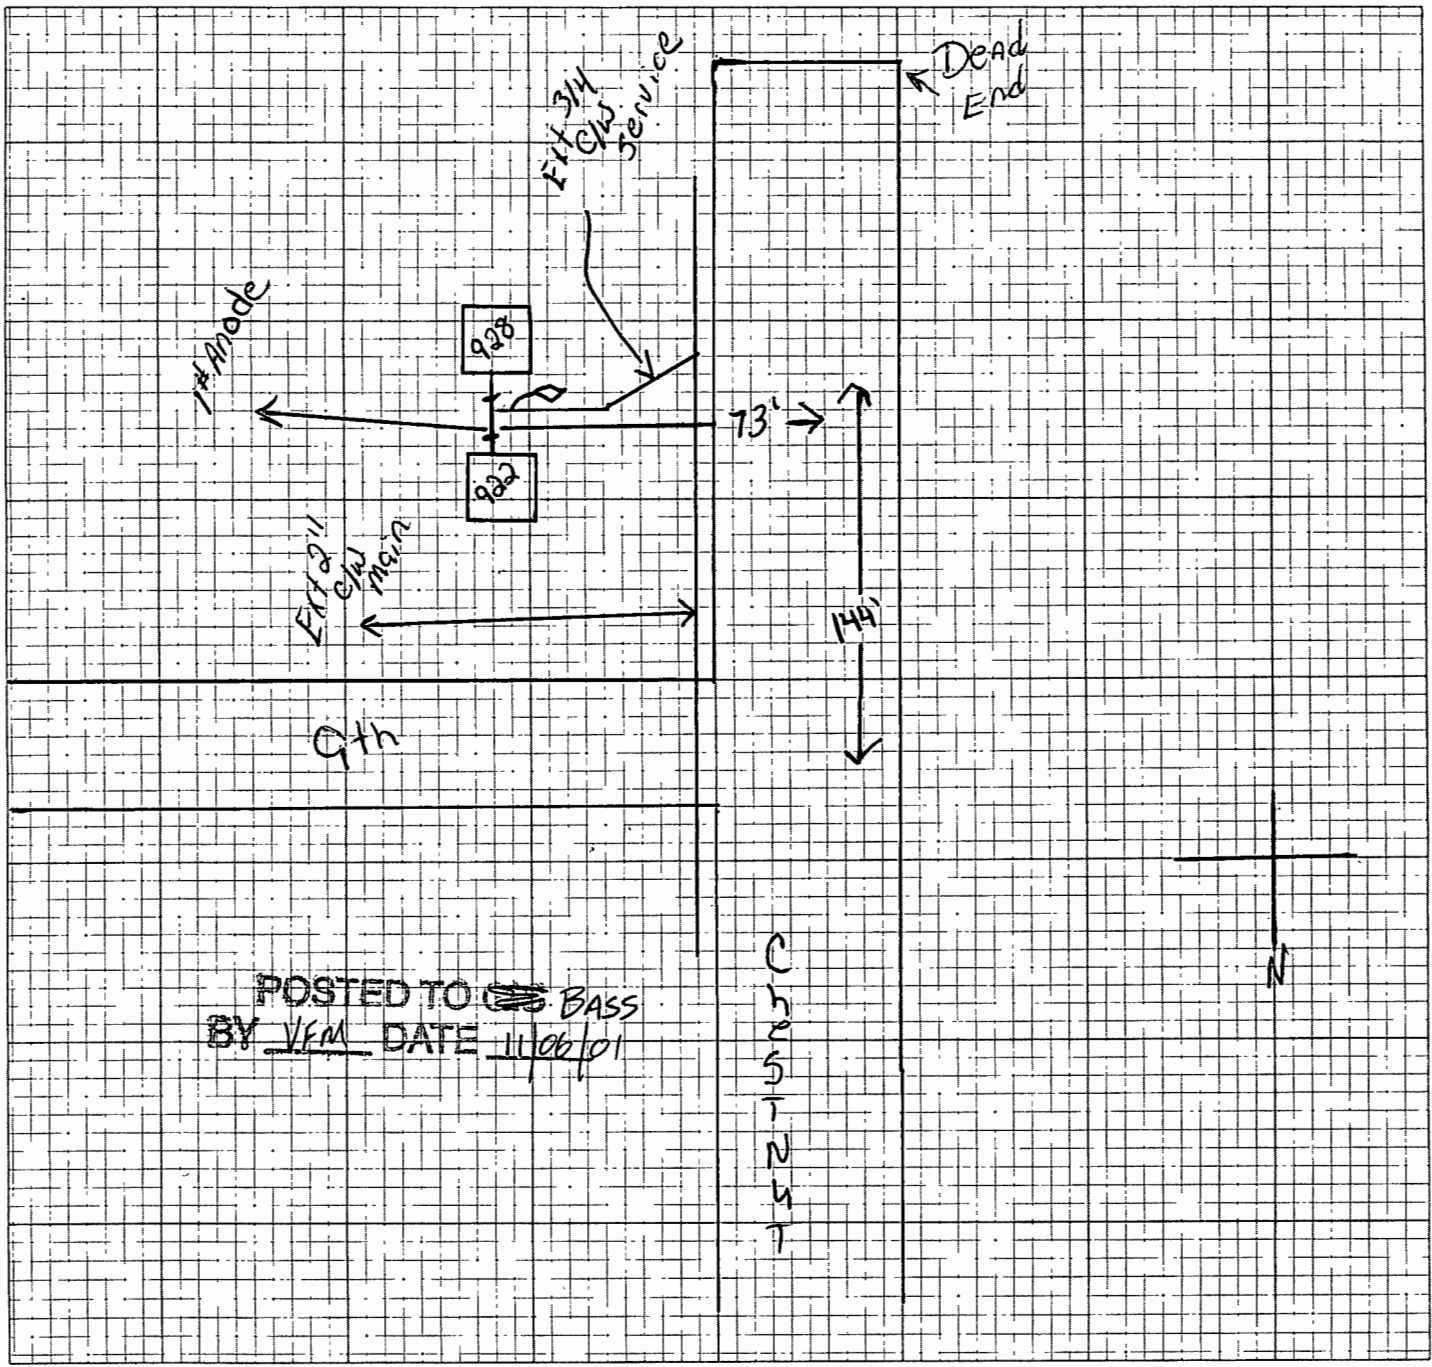 Dead
End
Ext 3/4
C/W
Service
1# Anode
928
73'
922
Ext 2"
C/W
Main
144'
9th
N
POSTED TO BASS
BY VFM DATE 11/06/01
ChESTNUT